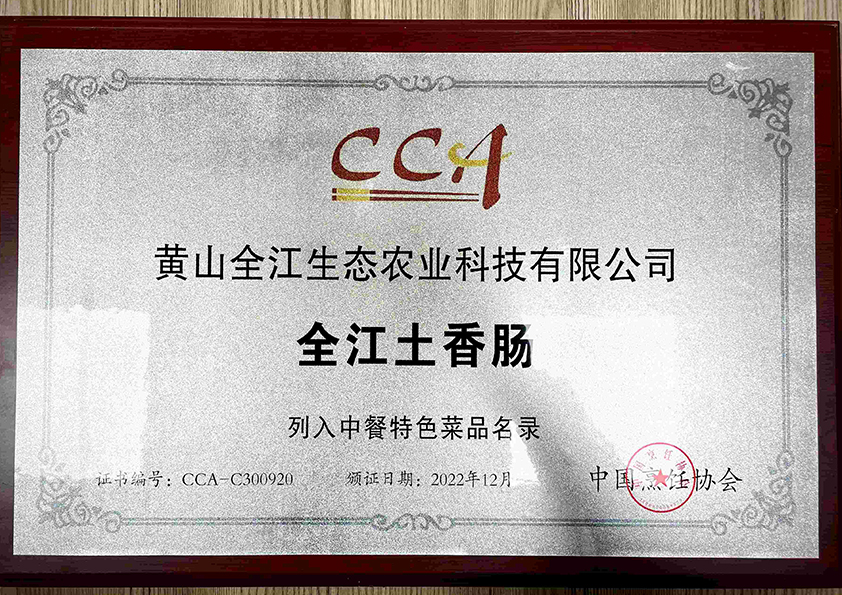 CCA
黄山全江生态农业科技有限公司
全江土香肠
列入中餐特色菜品名录
证书编号：CCA-C300920 颁证日期：2022年12月 中国烹饪协会